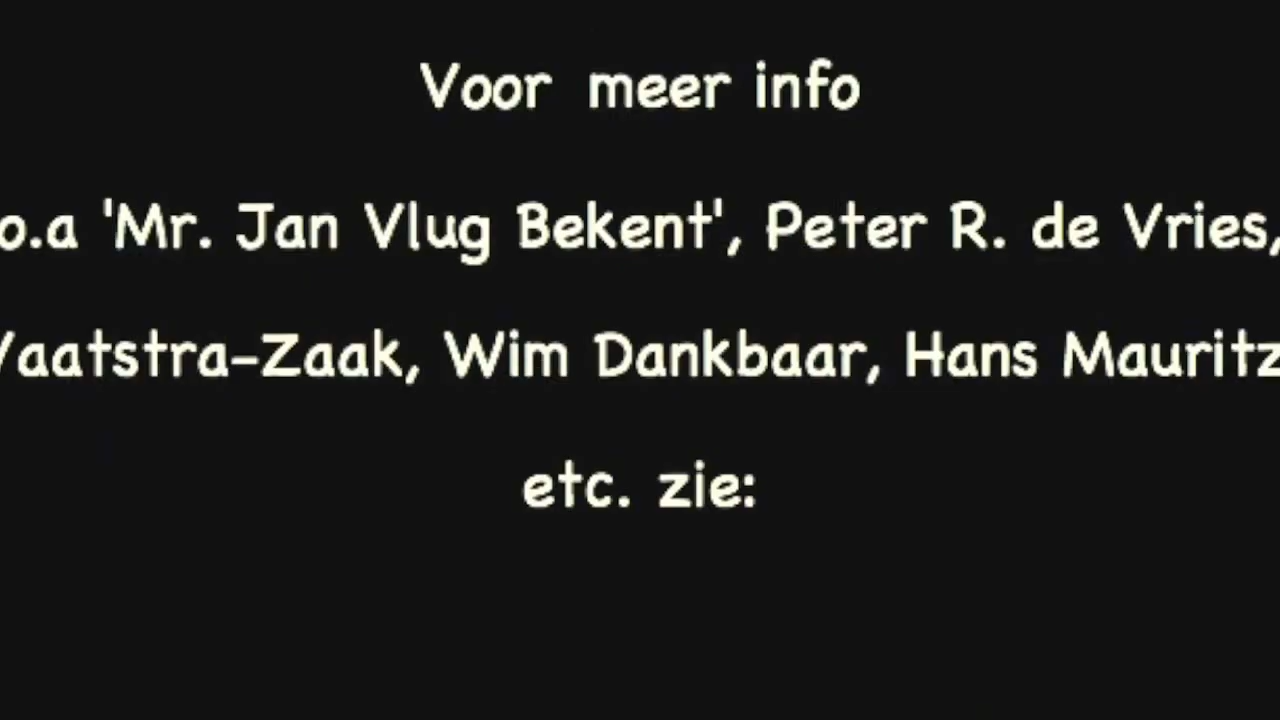 Voor meer info
o.a 'Mr. Jan Vlug Bekent', Peter R. de Vries,
Vaatstra-Zaak, Wim Dankbaar, Hans Mauritz
etc. zie: